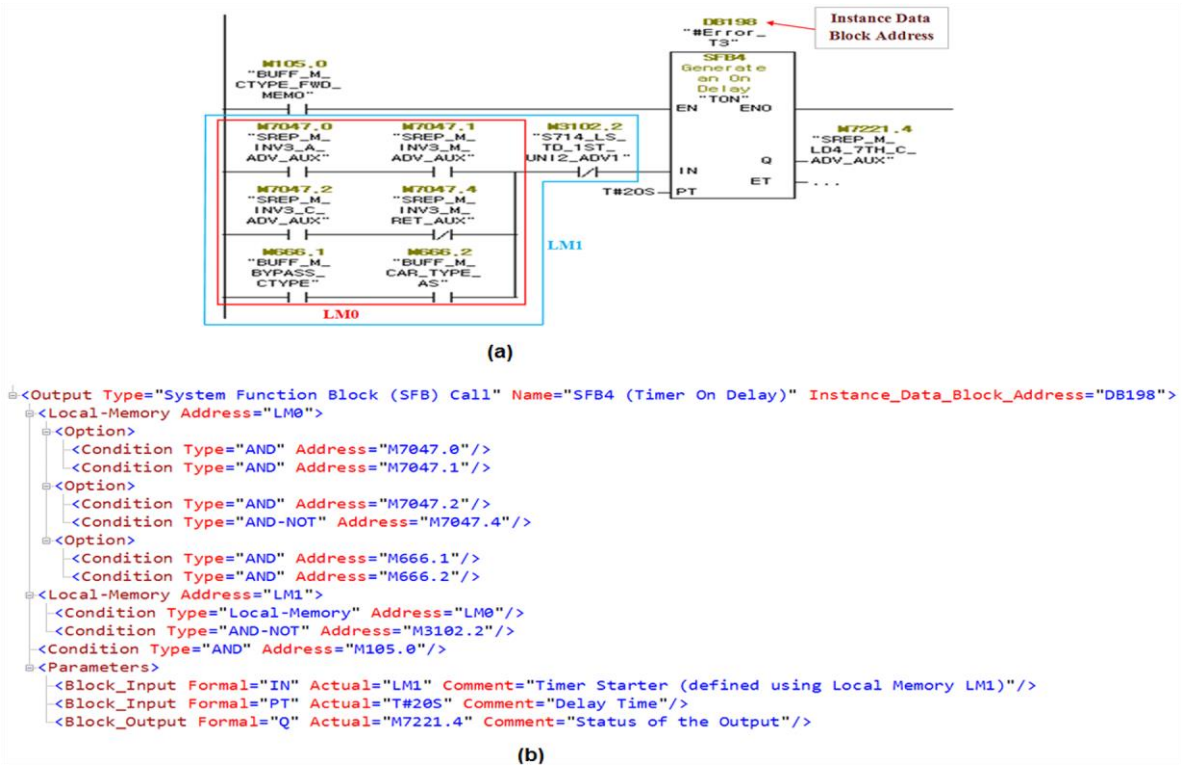 DB198
"#Error_
T3"
Instance Data
Block Address
SFB4
Generate
an On
Delay
"TON"
EN ENO
M105.0
"BUFF_M_
CTYPE_FWD_
MEMO"
M7047.0
"SREP_M_
INV3_A_
ADV_AUX"
M7047.1
"SREP_M_
INV3_M_
ADV_AUX"
M3102.2
"S714_LS_
TD_1ST_
UNI2_ADV1"
IN
Q
M7221.4
"SREP_M_
LD4_7TH_C_
ADV_AUX"
T#20S
PT
ET
...
M7047.2
"SREP_M_
INV3_C_
ADV_AUX"
M7047.4
"SREP_M_
INV3_M_
RET_AUX"
LM1
M666.1
"BUFF_M_
BYPASS_
CTYPE"
M666.2
"BUFF_M_
CAR_TYPE_
AS"
LM0
(a)
<Output Type="System Function Block (SFB) Call" Name="SFB4 (Timer On Delay)" Instance_Data_Block_Address="DB198">
<Local-Memory Address="LM0">
<Option>
<Condition Type="AND" Address="M7047.0"/>
<Condition Type="AND" Address="M7047.1"/>
<Option>
<Condition Type="AND" Address="M7047.2"/>
<Condition Type="AND-NOT" Address="M7047.4"/>
<Option>
<Condition Type="AND" Address="M666.1"/>
<Condition Type="AND" Address="M666.2"/>
<Local-Memory Address="LM1">
<Condition Type="Local-Memory" Address="LM0"/>
<Condition Type="AND-NOT" Address="M3102.2"/>
<Condition Type="AND" Address="M105.0"/>
<Parameters>
<Block_Input Formal="IN" Actual="LM1" Comment="Timer Starter (defined using Local Memory LM1)"/>
<Block_Input Formal="PT" Actual="T#20S" Comment="Delay Time"/>
<Block_Output Formal="Q" Actual="M7221.4" Comment="Status of the Output"/>
(b)